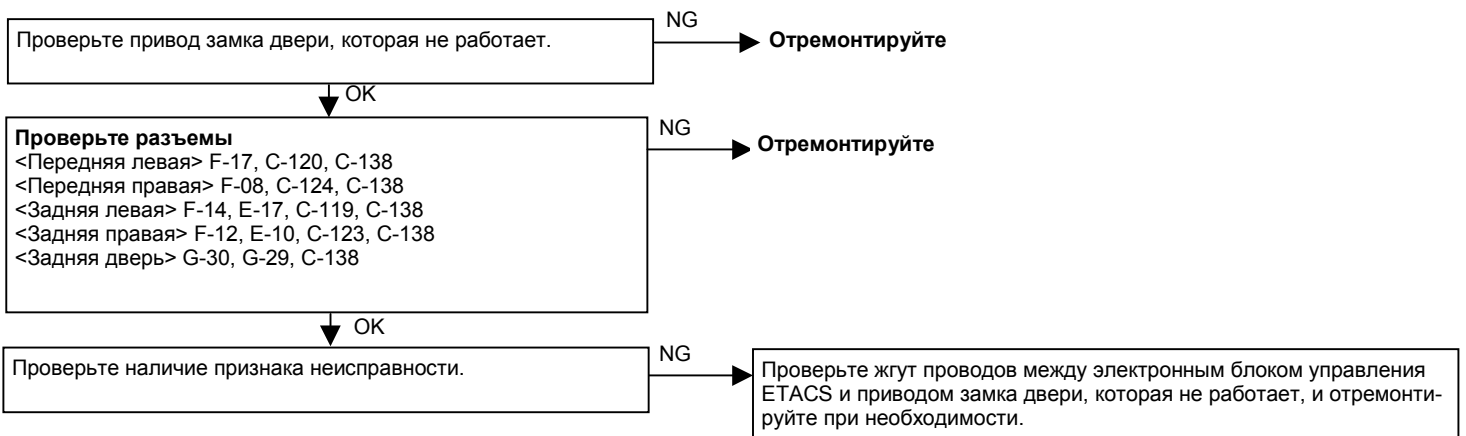 Проверьте привод замка двери, которая не работает.
NG
Отремонтируйте
OK
Проверьте разъемы
<Передняя левая> F-17, C-120, C-138
<Передняя правая> F-08, C-124, C-138
<Задняя левая> F-14, E-17, C-119, C-138
<Задняя правая> F-12, E-10, C-123, C-138
<Задняя дверь> G-30, G-29, C-138
NG
Отремонтируйте
OK
Проверьте наличие признака неисправности.
NG
Проверьте жгут проводов между электронным блоком управления
ETACS и приводом замка двери, которая не работает, и отремонти-
руйте при необходимости.